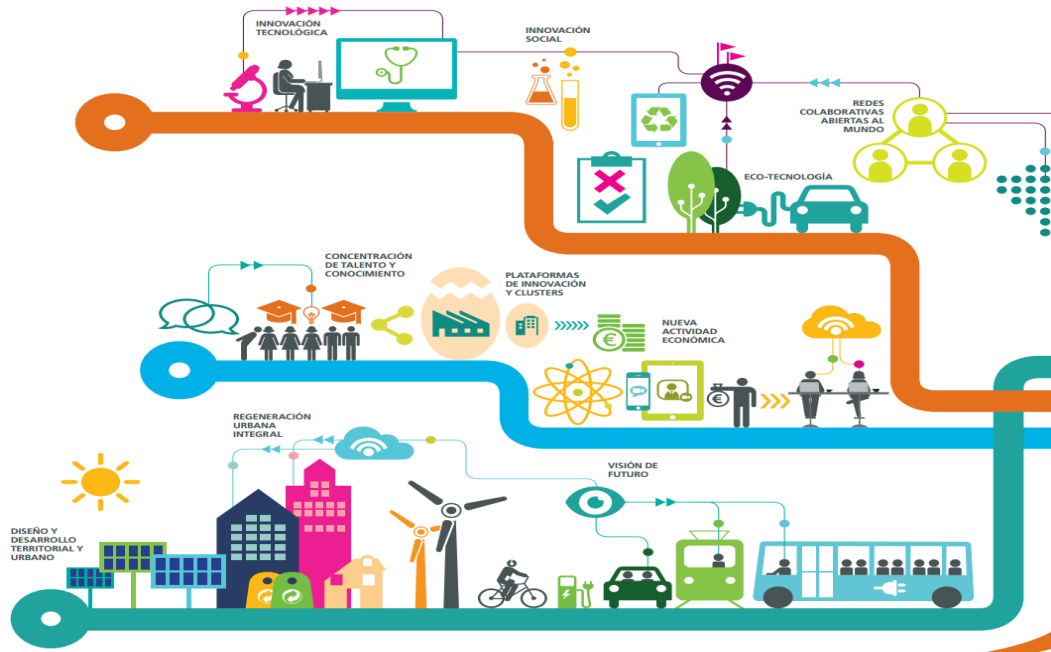 INNOVACIÓN
TECNOLÓGICA
INNOVACIÓN
SOCIAL
REDES
COLABORATIVAS
ABIERTAS AL
MUNDO
ECO-TECNOLOGÍA
CONCENTRACIÓN
DE TALENTO Y
CONOCIMIENTO
PLATAFORMAS
DE INNOVACIÓN
Y CLUSTERS
NUEVA
ACTIVIDAD
ECONÓMICA
€
€
REGENERACIÓN
URBANA
INTEGRAL
VISIÓN DE
FUTURO
DISEÑO Y
DESARROLLO
TERRITORIAL Y
URBANO